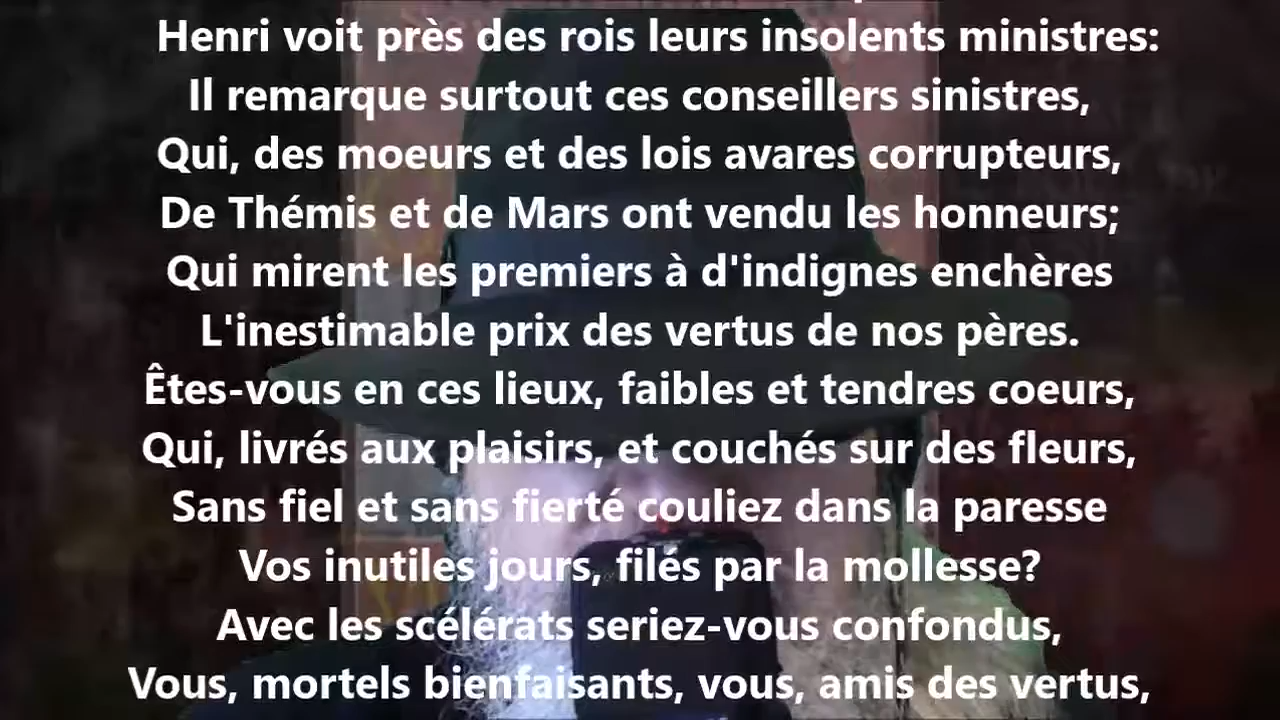 Henri voit près des rois leurs insolents ministres:
Il remarque surtout ces conseillers sinistres,
Qui, des moeurs et des lois avares corrupteurs,
De Thémis et de Mars ont vendu les honneurs;
Qui mirent les premiers à d'indignes enchères
L'inestimable prix des vertus de nos pères.
Êtes-vous en ces lieux, faibles et tendres coeurs,
Qui, livrés aux plaisirs, et couchés sur des fleurs,
Sans fiel et sans fierté couliez dans la paresse
Vos inutiles jours, filés par la mollesse?
Avec les scélérats seriez-vous confondus,
Vous, mortels bienfaisants, vous, amis des vertus,